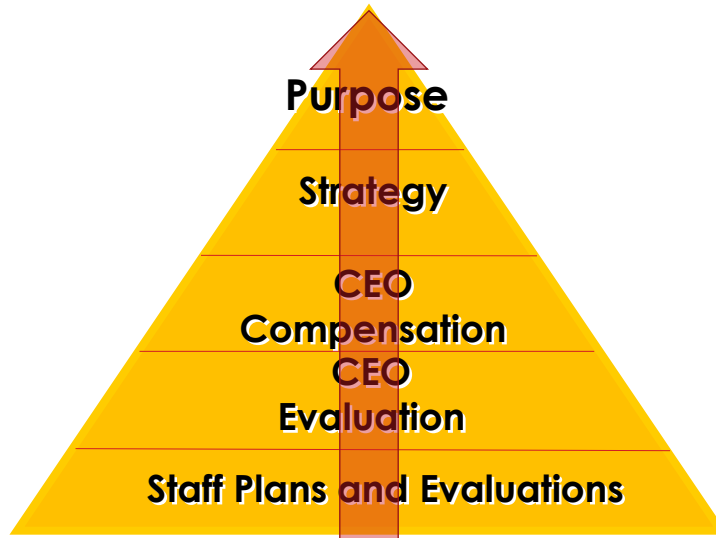 Purpose
Strategy
CEO
Compensation
CEO
Evaluation
Staff Plans and Evaluations